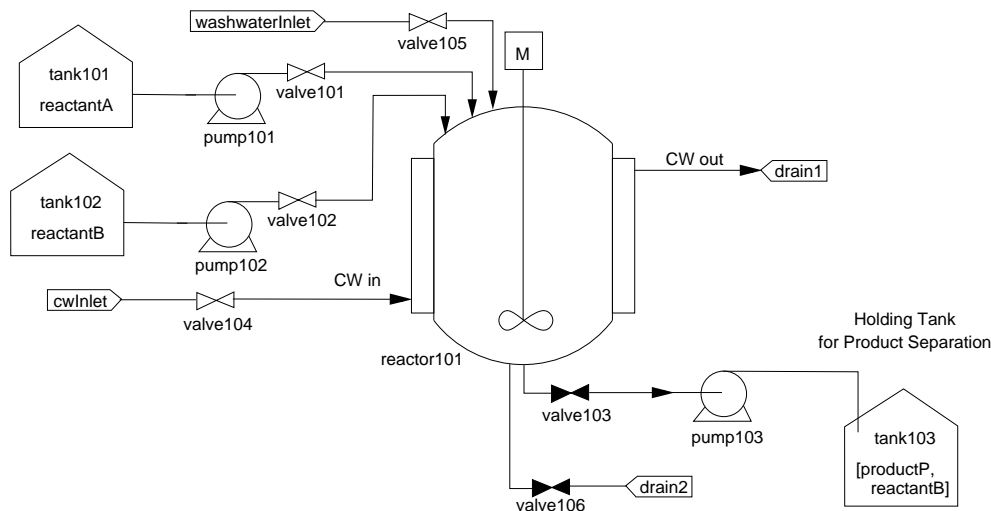 washwaterInlet
valve105
M
tank101
reactantA
valve101
pump101
CW out
drain1
tank102
reactantB
valve102
pump102
CW in
cwInlet
valve104
Holding Tank
for Product Separation
reactor101
valve103
pump103
tank103
[productP,
reactantB]
drain2
valve106